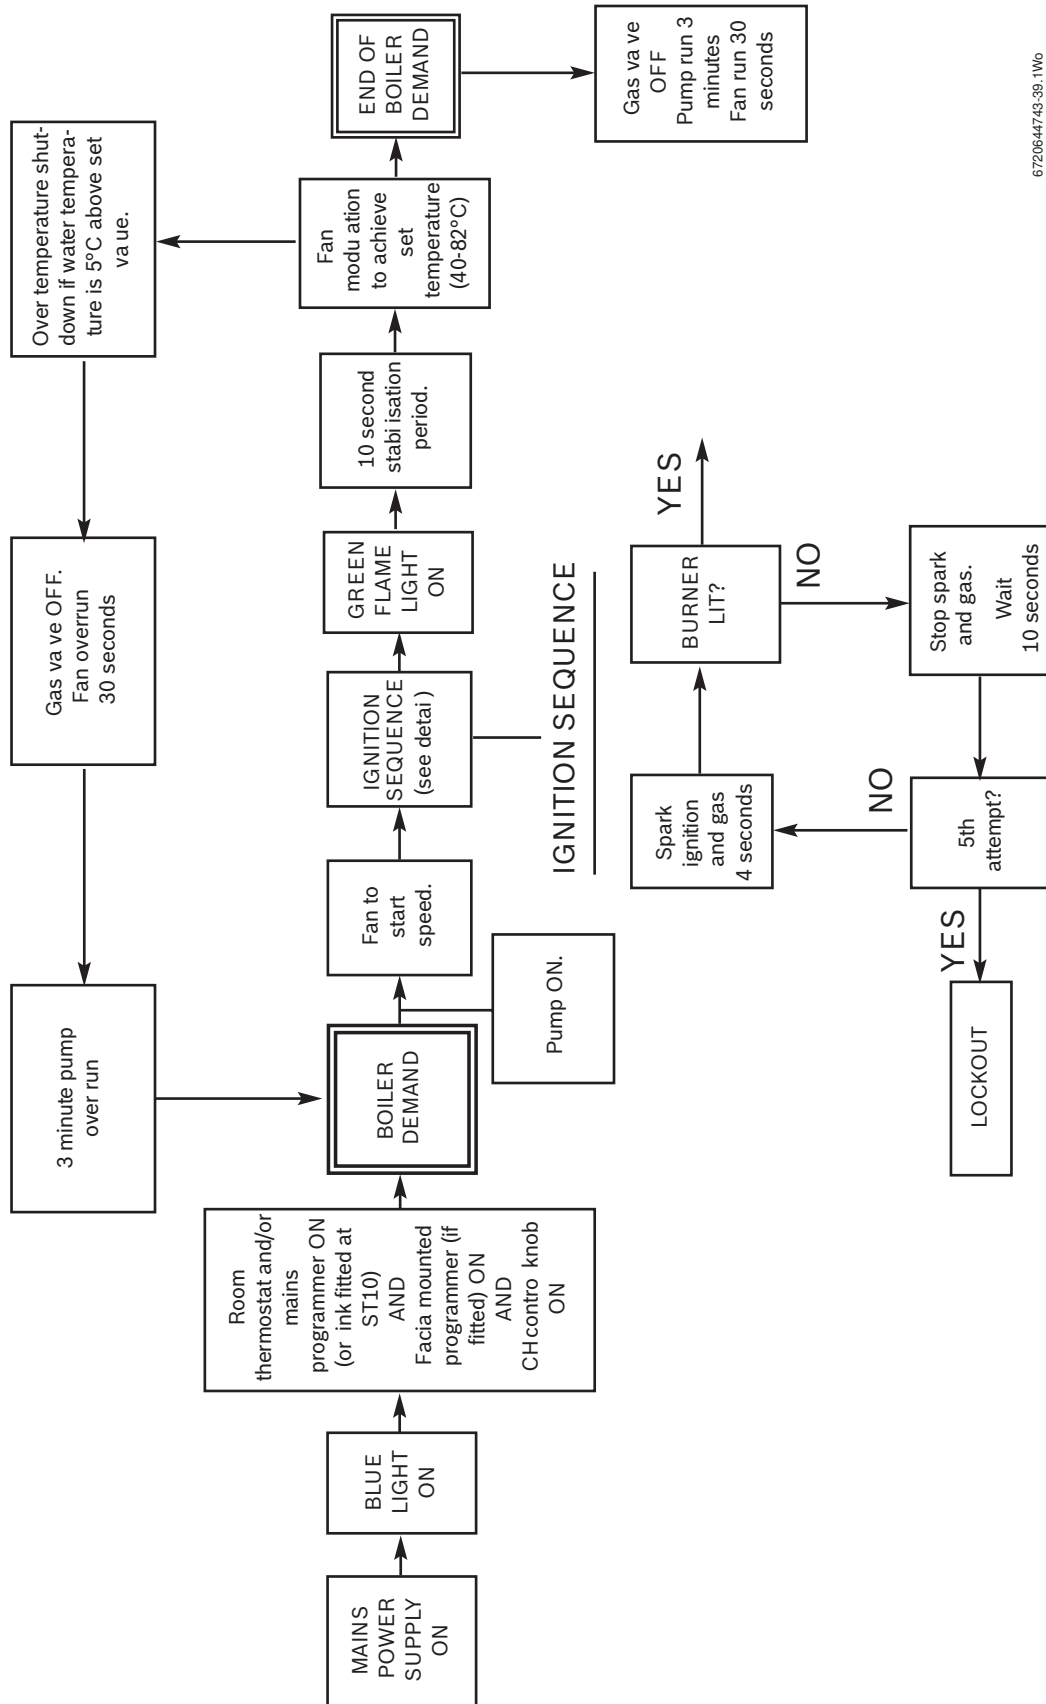 MAINS
POWER
SUPPLY
ON
BLUE
LIGHT
ON
Room
thermostat and/or
mains
programmer ON
(or ink fitted at
ST10)
AND
Facia mounted
programmer (if
fitted) ON
AND
CHcontro knob
ON
BOILER
DEMAND
Pump ON.
Fan to
start
speed.
IGNITION
SEQUENCE
(see detai )
GREEN
FLAME
LIGHT
ON
10 second
stabi isation
period.
Fan
modu ation
to achieve
set
temperature
(40-82°C)
END OF
BOILER
DEMAND
Gas va ve
OFF
Pump run 3
minutes
Fan run 30
seconds
Over temperature shut-
down if water tempera-
ture is 5°C above set
va ue.
Gas va ve OFF.
Fan overrun
30 seconds
3 minute pump
over run
IGNITION SEQUENCE
Spark
ignition
and gas
4 seconds
BURNER
LIT?
YES
NO
Stop spark
and gas.
Wait
10 seconds
5th
attempt?
NO
YES
LOCKOUT
6720644743-39.1Wo